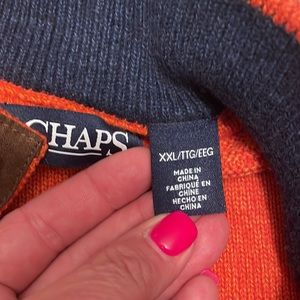 CHAPS
XXL/TTG/EEG
MADE IN
CHINA
FABRIQUÉ EN
CHINE
HECHO EN
CHINA